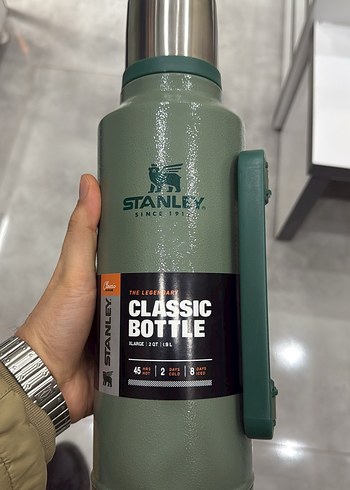 STANLEY
SINCE 191
Classic
STANLEY
THE LEGENDARY
CLASSIC
BOTTLE
XLARGE | 2 QT | 1.9 L
45 HRS HOT | 2 DAYS COLD | 8 DAYS ICED